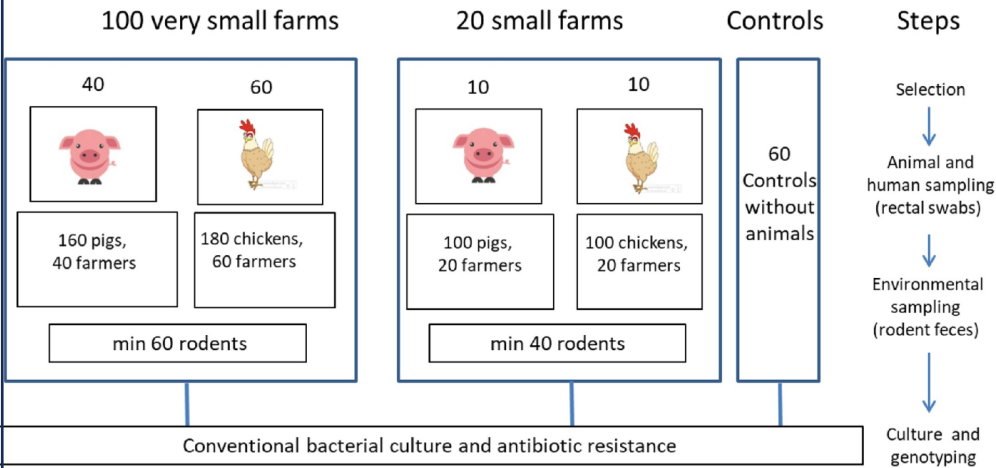 100 very small farms
20 small farms
Controls
Steps
40
60
10
10
160 pigs,
40 farmers
180 chickens,
60 farmers
100 pigs,
20 farmers
100 chickens,
20 farmers
min 60 rodents
min 40 rodents
60
Controls
without
animals
Selection
Animal and
human sampling
(rectal swabs)
Environmental
sampling
(rodent feces)
Culture and
genotyping
Conventional bacterial culture and antibiotic resistance